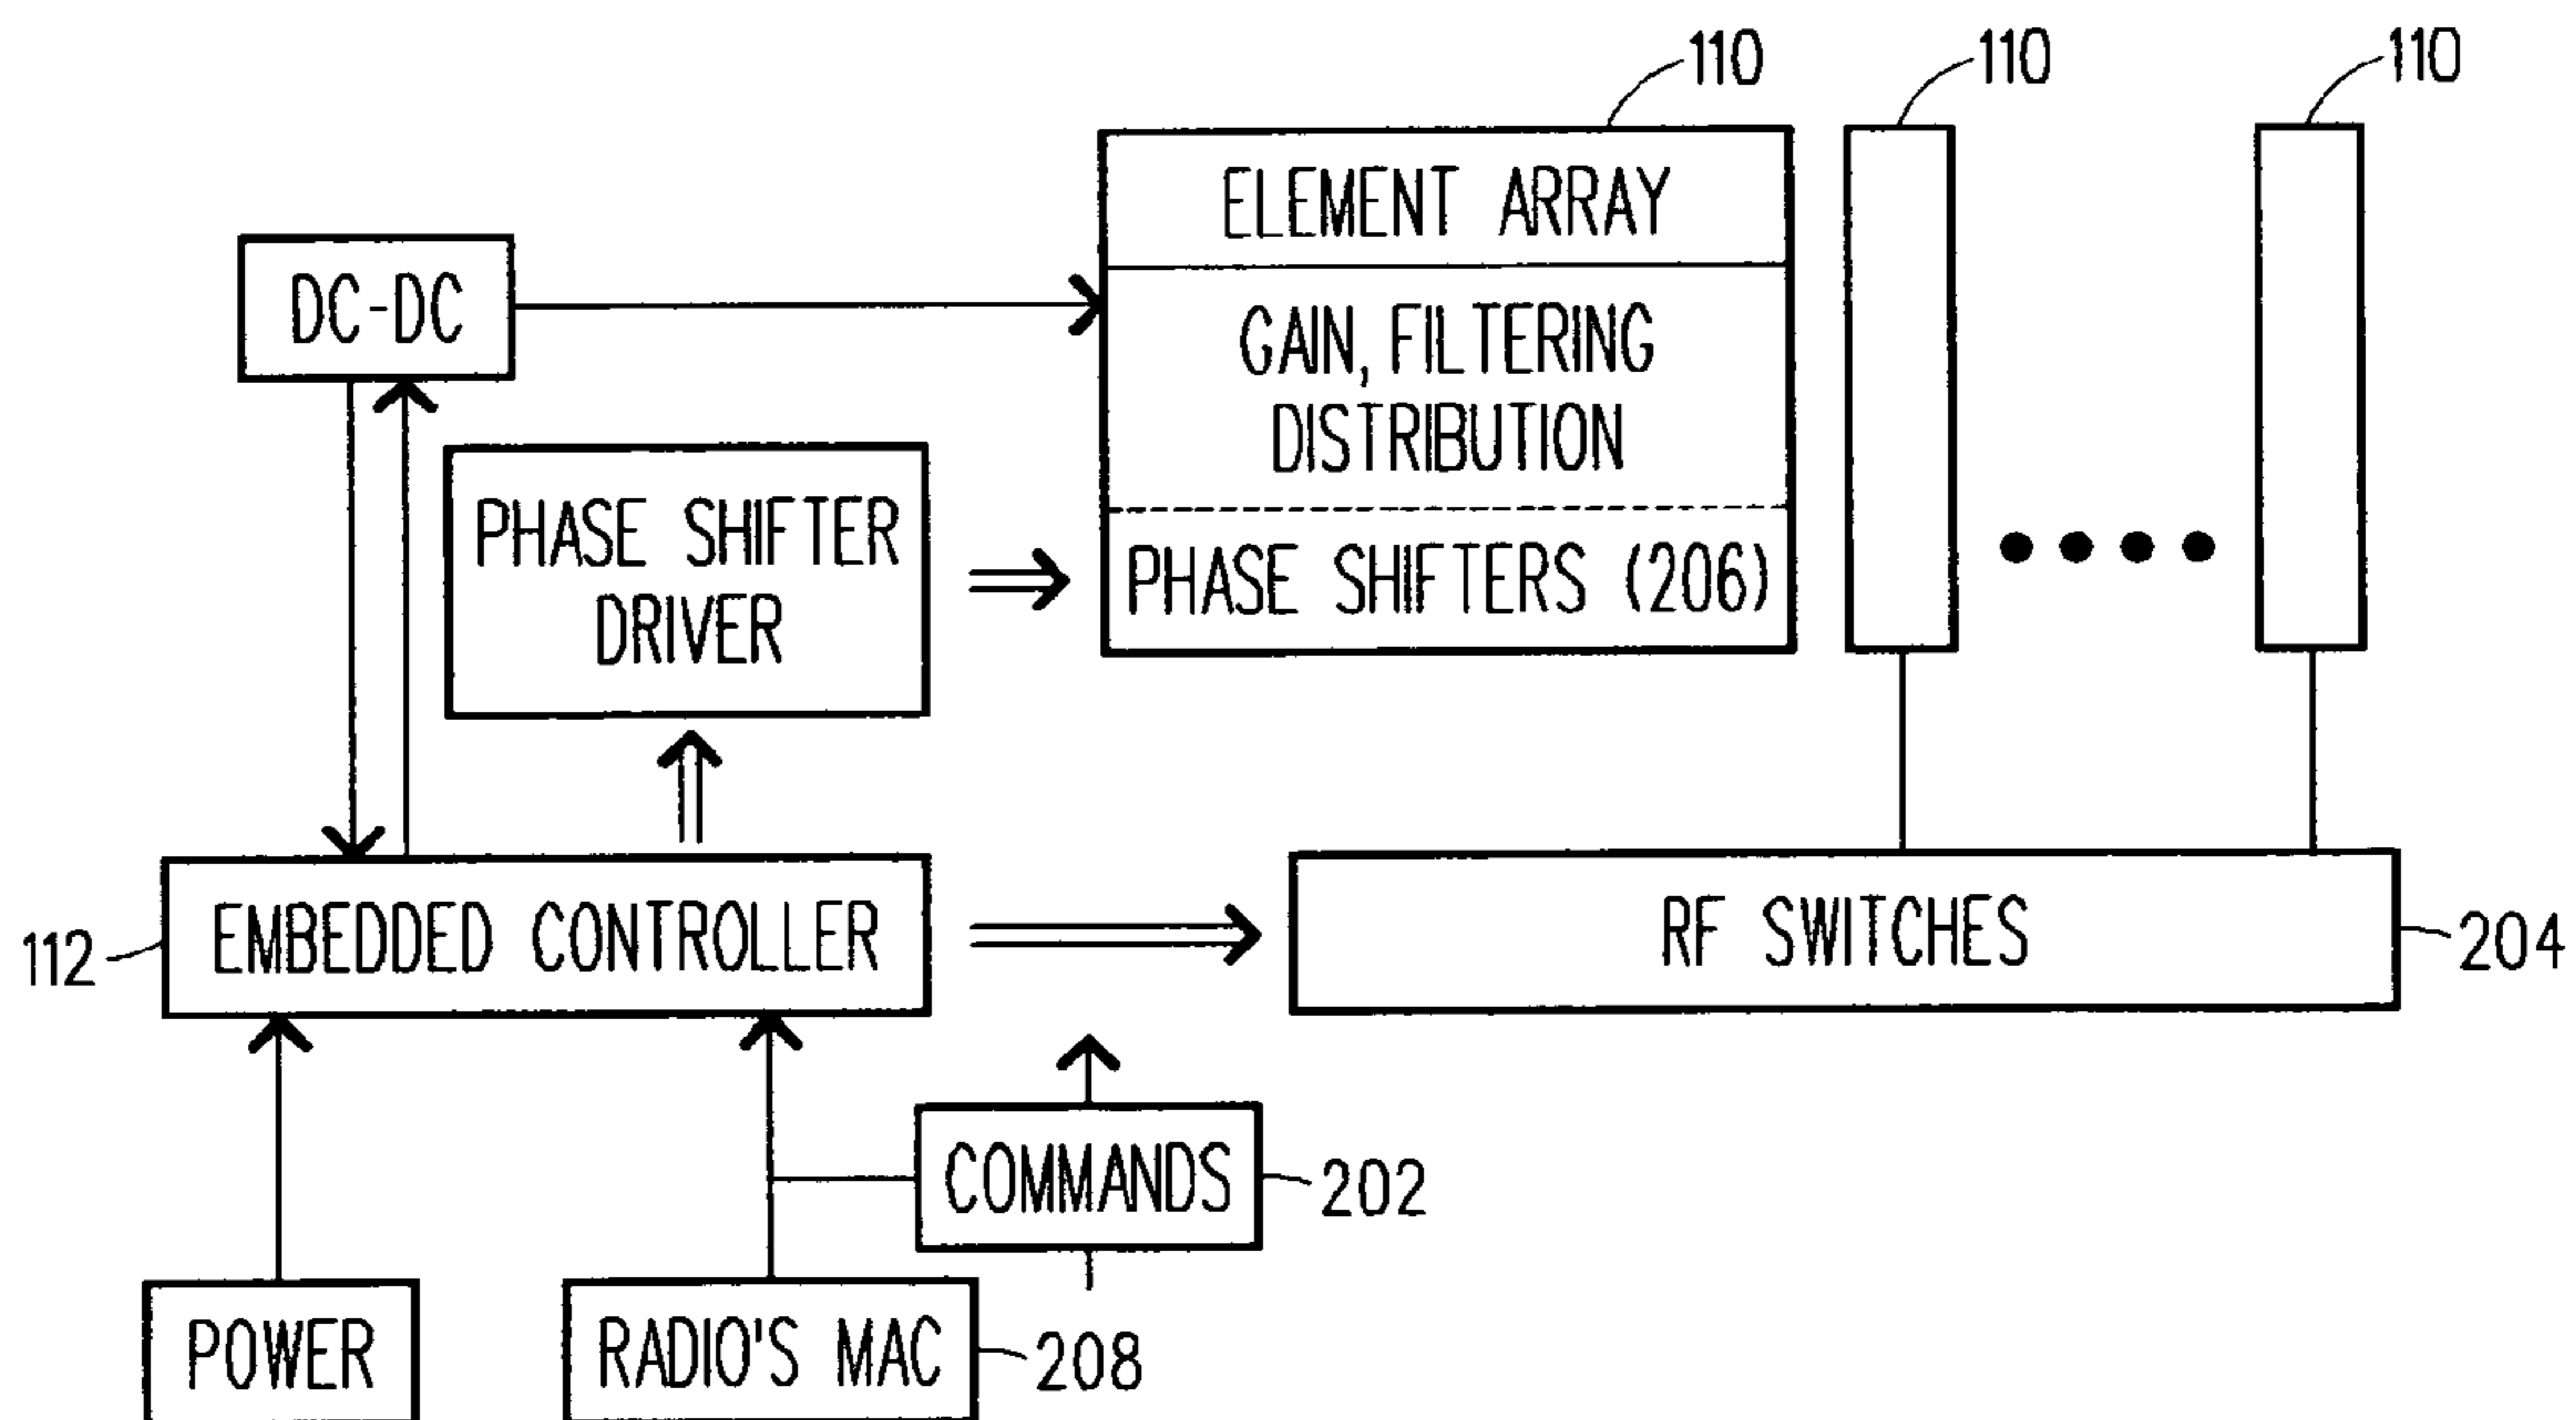 110
110
110
ELEMENT ARRAY
DC-DC
GAIN, FILTERING
DISTRIBUTION
PHASE SHIFTER
DRIVER
PHASE SHIFTERS (206)
112
EMBEDDED CONTROLLER
RF SWITCHES
204
COMMANDS
202
POWER
RADIO'S MAC
208